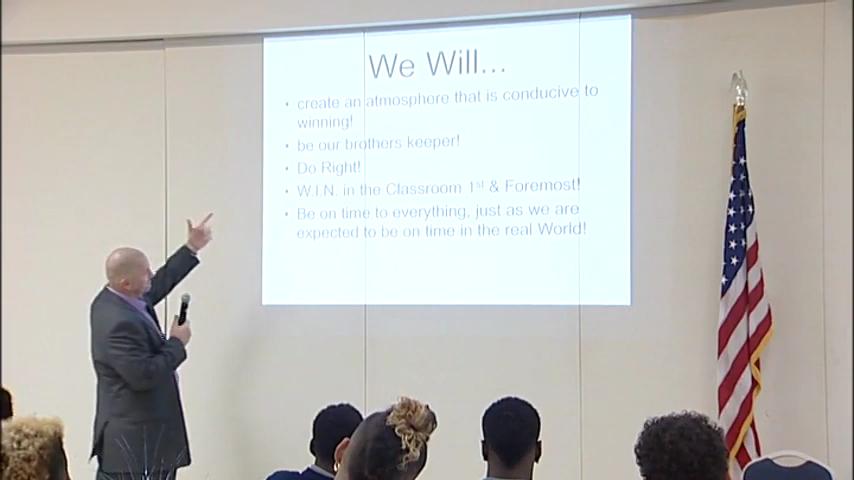 We Will...
• create an atmosphere that is conducive to
winning!
• be our brothers keeper!
• Do Right!
• W.I.N. in the Classroom 1st & Foremost!
• Be on time to everything, just as we are
expected to be on time in the real World!